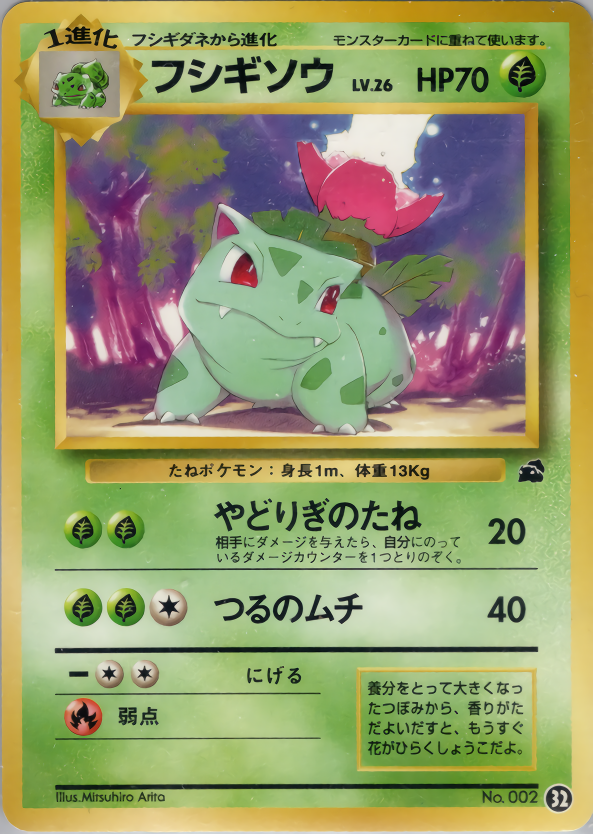 1進化
フシギダネから進化
モンスターカードに重ねて使います。
フシギソウ LV.26 HP70
たねポケモン：身長1m、体重13Kg
やどりぎのたね 20
相手にダメージを与えたら、自分にのって
いるダメージカウンターを1つとりのぞく。
つるのムチ 40
ー にげる
弱点
養分をとって大きくなっ
たつぼみから、香りがた
だよいだすと、もうすぐ
花がひらくしょうこだよ。
Illus.Mitsuhiro Arita
No. 002 32